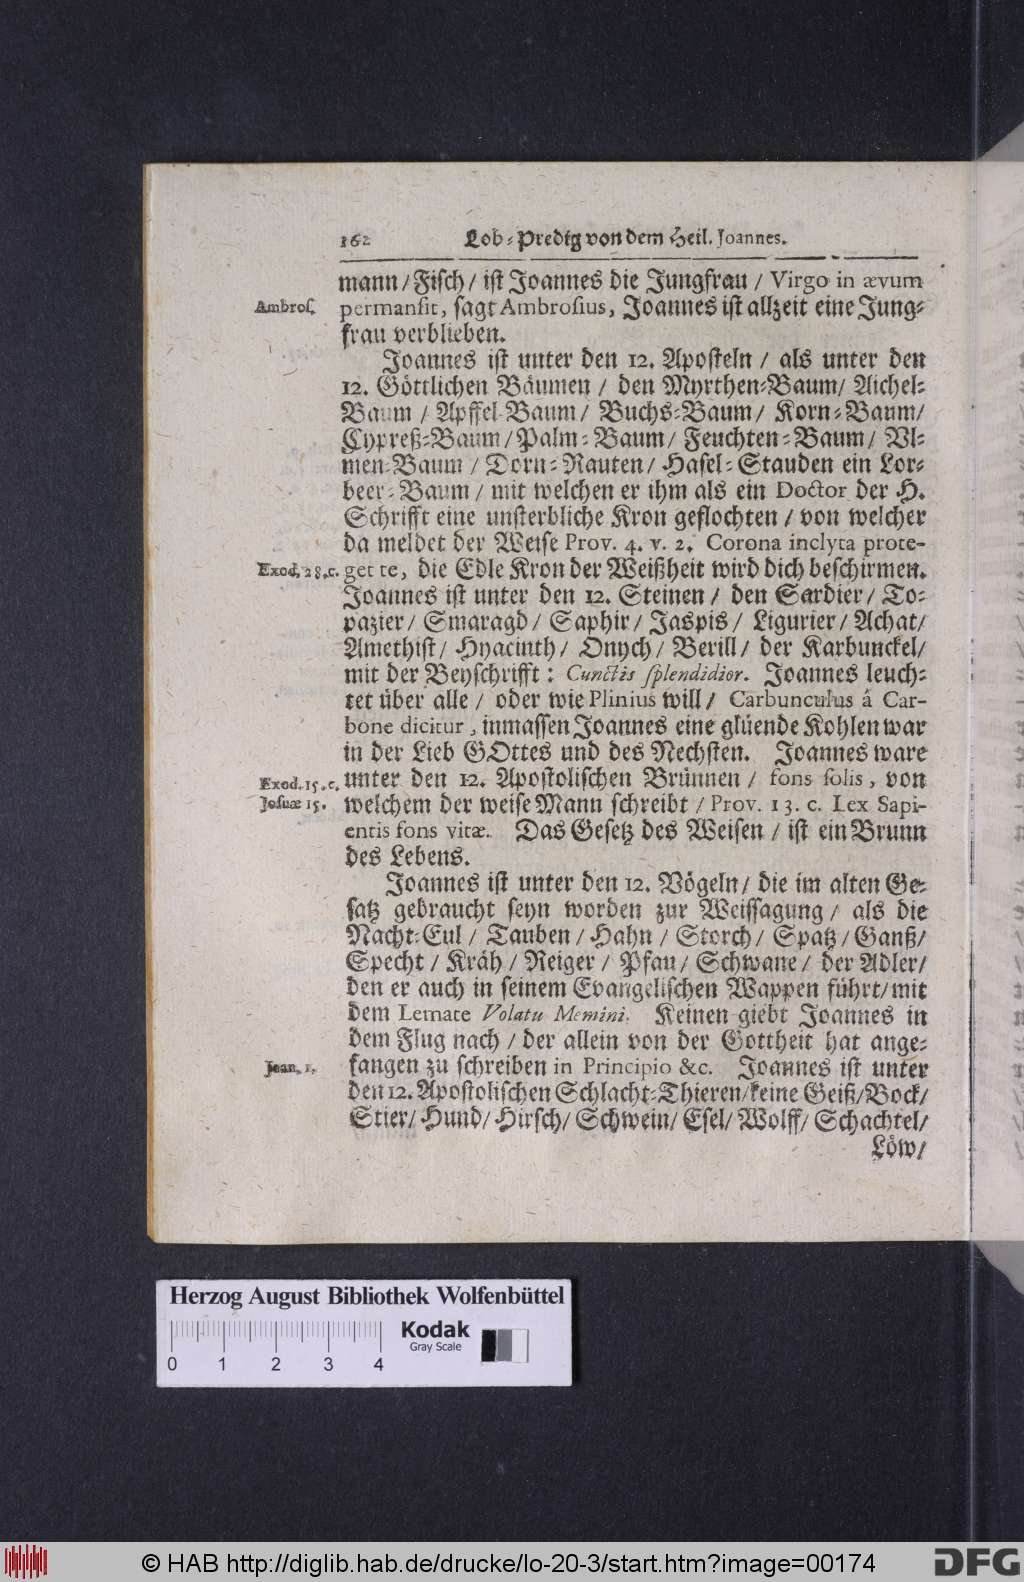 162 Lob-Predig von dem Heil. Joannes.
mann / Fisch / ist Joannes die Jungfrau / Virgo in ævum
Ambros. permansit, sagt Ambrosius, Joannes ist allzeit eine Jung-
frau verblieben.
Joannes ist unter den 12. Aposteln / als unter den
12. Göttlichen Bäumen / den Myrthen-Baum / Aichel-
Baum / Apffel-Baum / Buchs-Baum / Korn-Baum /
Cypreß-Baum / Palm-Baum / Feuchten-Baum / Ul-
men-Baum / Dorn-Rauten / Hasel-Stauden ein Lor-
beer-Baum / mit welchen er ihm als ein Doctor der H.
Schrifft eine unsterbliche Kron geflochten / von welcher
da meldet der Weise Prov. 4. v. 2. Corona inclyta prote-
Exod. 28. c. get te, die Edle Kron der Weißheit wird dich beschirmen.
Joannes ist unter den 12. Steinen / den Sardier / To-
pazier / Smaragd / Saphir / Jaspis / Ligurier / Achat /
Amethist / Hyacinth / Onych / Berill / der Karbunckel /
mit der Beyschrifft: Cunctis splendidior. Joannes leuch-
tet über alle / oder wie Plinius will / Carbunculus â Car-
bone dicitur, inmassen Joannes eine glüende Kohlen war
in der Lieb GOttes und des Nechsten. Joannes ware
Exod. 15. c. unter den 12. Apostolischen Brünnen / fons solis, von
Josuæ 15. welchem der weise Mann schreibt / Prov. 13. c. Lex Sapi-
entis fons vitæ. Das Gesetz des Weisen / ist ein Brunn
des Lebens.
Joannes ist unter den 12. Vögeln / die im alten Ge-
satz gebraucht seyn worden zur Weissagung / als die
Nacht-Eul / Tauben / Hahn / Storch / Spatz / Ganß /
Specht / Kräh / Reiger / Pfau / Schwane / der Adler /
den er auch in seinem Evangelischen Wappen führt / mit
dem Lemate Volatu Memini. Keinen giebt Joannes in
dem Flug nach / der allein von der Gottheit hat ange-
Joan. 1. fangen zu schreiben in Principio &c. Joannes ist unter
den 12. Apostolischen Schlacht-Thieren / keine Geiß / Bock /
Stier / Hund / Hirsch / Schwein / Esel / Wolff / Schachtel /
Löw /
Herzog August Bibliothek Wolfenbüttel
Kodak
Gray Scale
0 1 2 3 4
© HAB http://diglib.hab.de/drucke/lo-20-3/start.htm?image=00174
DFG